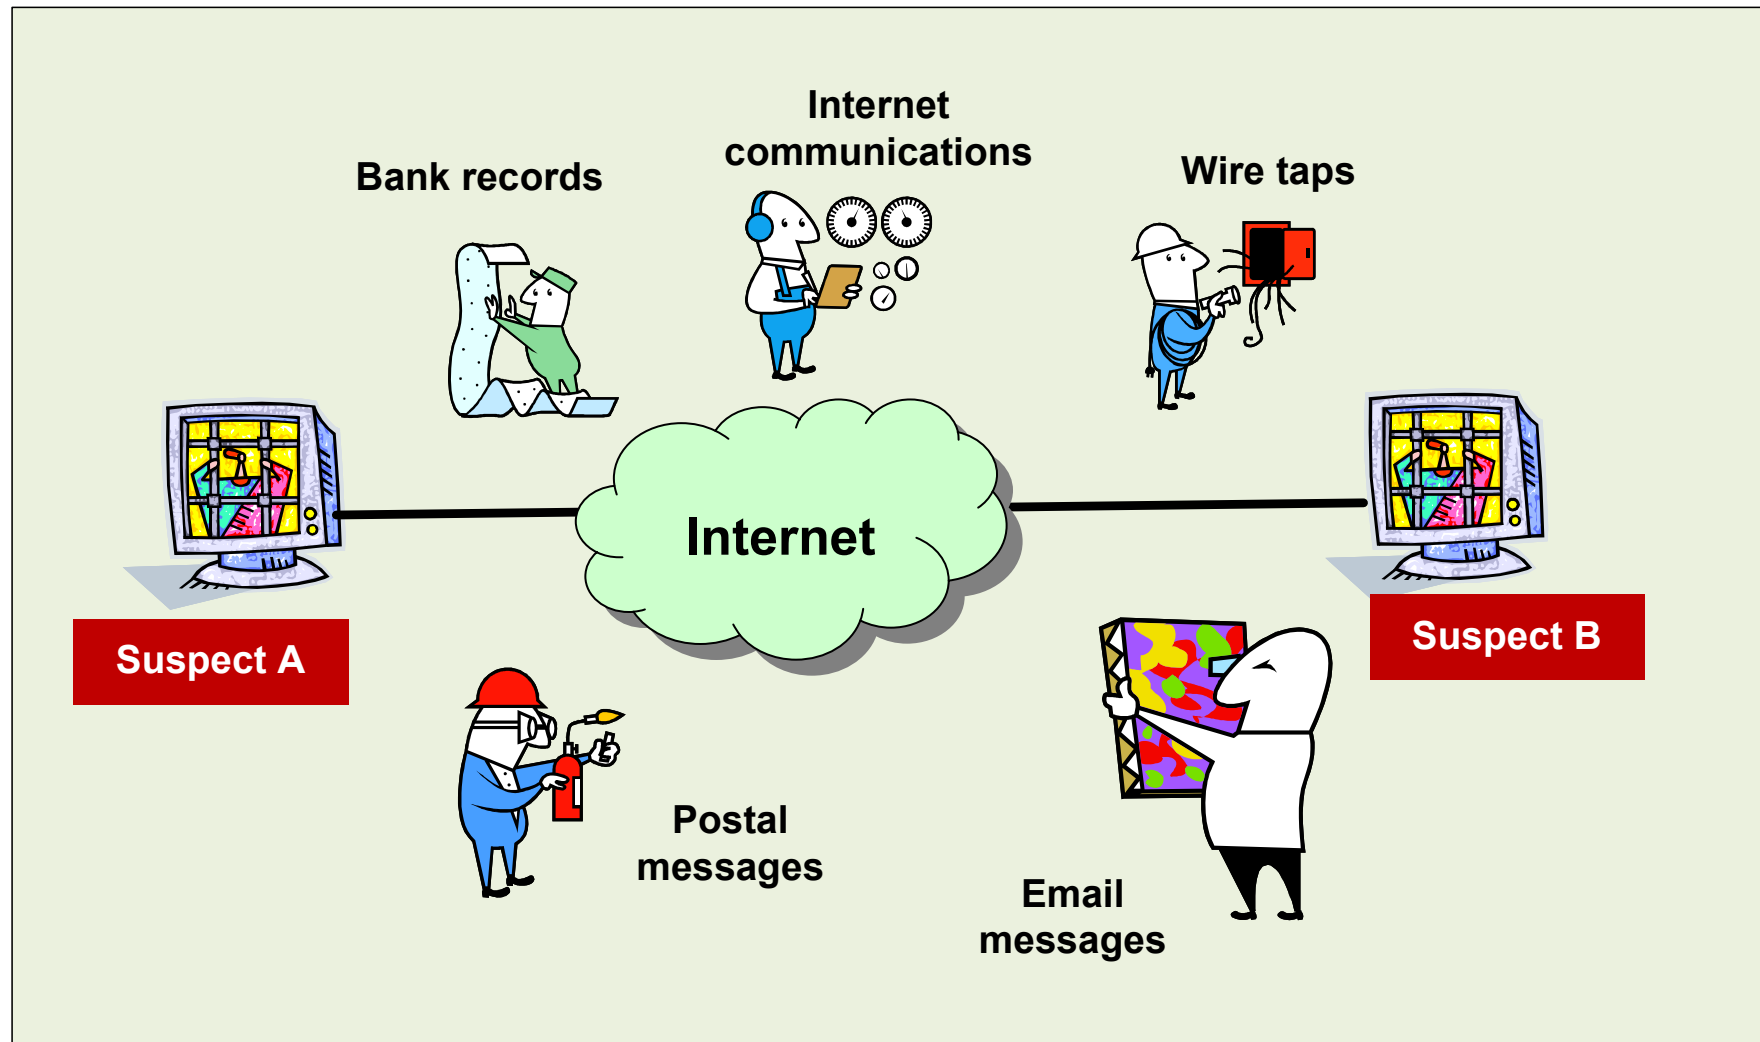 Internet
communications
Bank records
Wire taps
Internet
Suspect A
Suspect B
Postal
messages
Email
messages